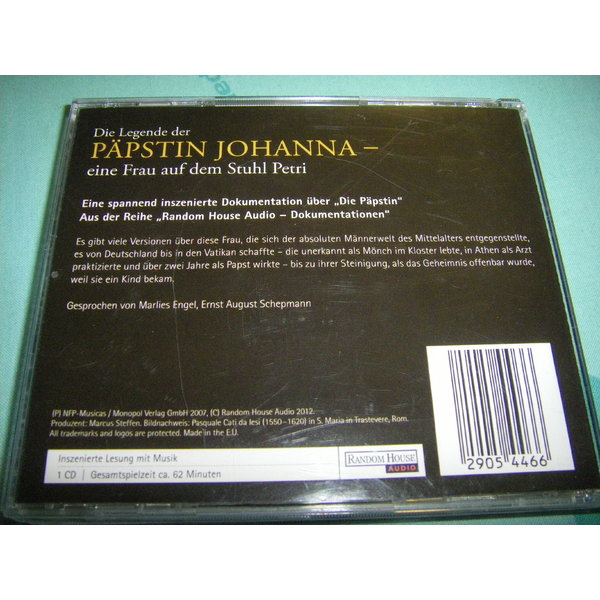 Die Legende der
PÄPSTIN JOHANNA –
eine Frau auf dem Stuhl Petri
Eine spannend inszenierte Dokumentation über „Die Päpstin"
Aus der Reihe „Random House Audio – Dokumentationen"
Es gibt viele Versionen über diese Frau, die sich der absoluten Männerwelt des Mittelalters entgegenstellte,
es von Deutschland bis in den Vatikan schaffte – die unerkannt als Mönch im Kloster lebte, in Athen als Arzt
praktizierte und über zwei Jahre als Papst wirkte – bis zu ihrer Steinigung, als das Geheimnis offenbar wurde,
weil sie ein Kind bekam.
Gesprochen von Marlies Engel, Ernst August Schepmann
(P) NFP-Musicas / Monopol Verlag GmbH 2007, (C) Random House Audio 2012.
Produzent: Marcus Steffen. Bildnachweis: Pasquale Cati da Iesi (1550–1620) in S. Maria in Trastevere, Rom.
All trademarks and logos are protected. Made in the E.U.
Inszenierte Lesung mit Musik
1 CD | Gesamtspielzeit ca. 62 Minuten
RANDOM HOUSE
AUDIO
2905 4466